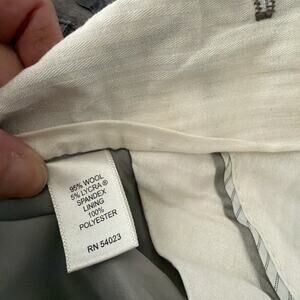 95% WOOL
5% LYCRA®
SPANDEX
LINING
100%
POLYESTER
RN 54023